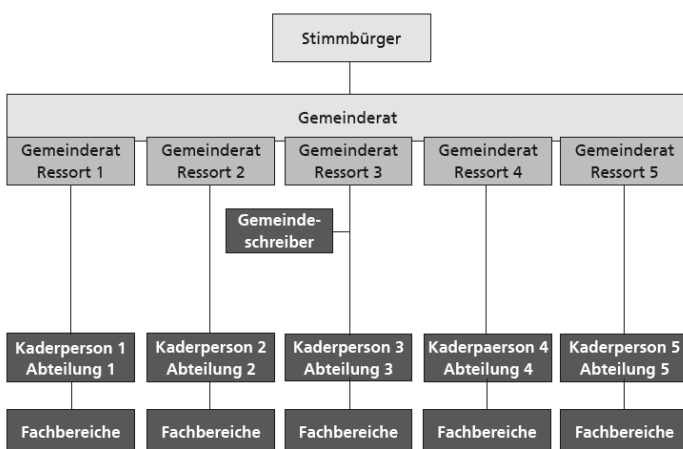 Stimmbürger
Gemeinderat
Gemeinderat
Ressort 1
Gemeinderat
Ressort 2
Gemeinderat
Ressort 3
Gemeinderat
Ressort 4
Gemeinderat
Ressort 5
Gemeinde-
schreiber
Kaderperson 1
Abteilung 1
Kaderperson 2
Abteilung 2
Kaderperson 3
Abteilung 3
Kaderpaerson 4
Abteilung 4
Kaderperson 5
Abteilung 5
Fachbereiche
Fachbereiche
Fachbereiche
Fachbereiche
Fachbereiche